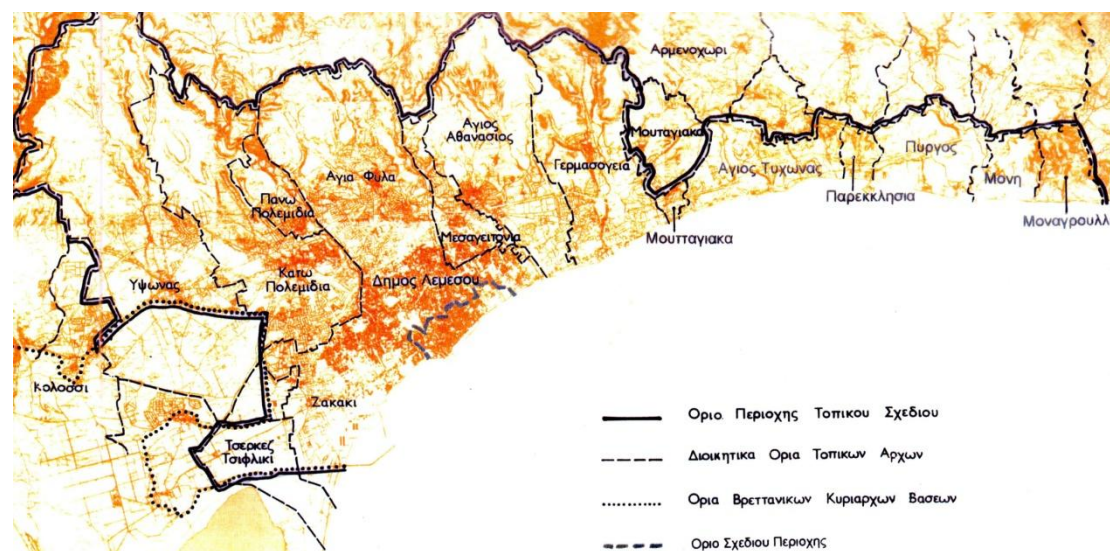 Αρμενοχωρι
Αγιος
Αθανασιος
Μουταγιακα
Γερμασογεια
Πυργος
Αγιος Τυχωνας
Αγια Φυλα
Μονη
Παρεκκλησια
Πανω
Πολεμιδια
Μοναγρουλλ
Μεσαγειτονια
Μουτταγιακα
Κατω
Πολεμιδια
Δημος Λεμεσου
Υψωνας
Κολοσσι
Ζακακι
Τσερκεζ
Τσιφλικι
Οριο Περιοχης Τοπικου Σχεδιου
Διοικητικα Ορια Τοπικων Αρχων
Ορια Βρεττανικων Κυριαρχων Βασεων
Οριο Σχεδιου Περιοχης